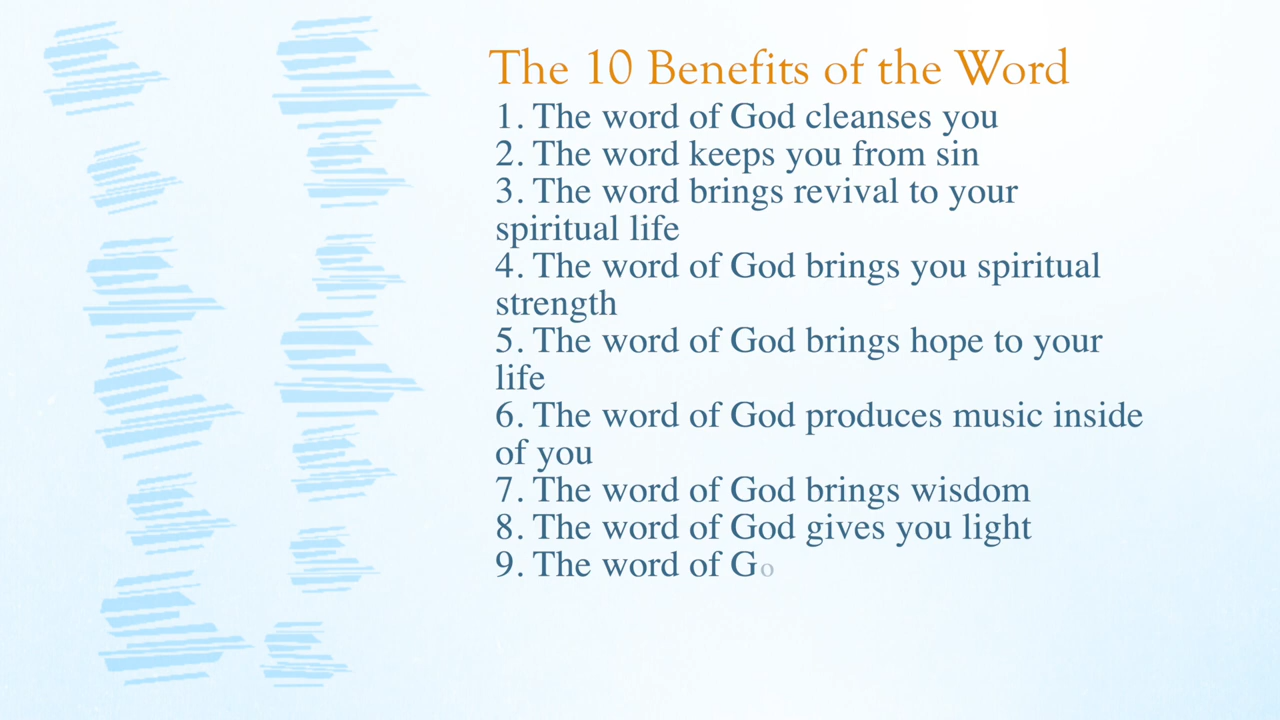 The 10 Benefits of the Word
1. The word of God cleanses you
2. The word keeps you from sin
3. The word brings revival to your
spiritual life
4. The word of God brings you spiritual
strength
5. The word of God brings hope to your
life
6. The word of God produces music inside
of you
7. The word of God brings wisdom
8. The word of God gives you light
9. The word of Go